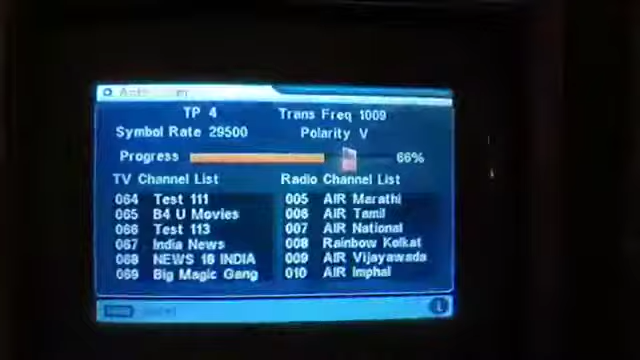 TP 4 Trans Freq 1009
Symbol Rate 29500 Polarity V
Progress 66%
TV Channel List Radio Channel List
064 Test 111 005 AIR Marathi
065 B4 U Movies 006 AIR Tamil
066 Test 113 007 AIR National
067 India News 008 Rainbow Kolkat
068 NEWS 18 INDIA 009 AIR Vijayawada
069 Big Magic Gang 010 AIR Imphal